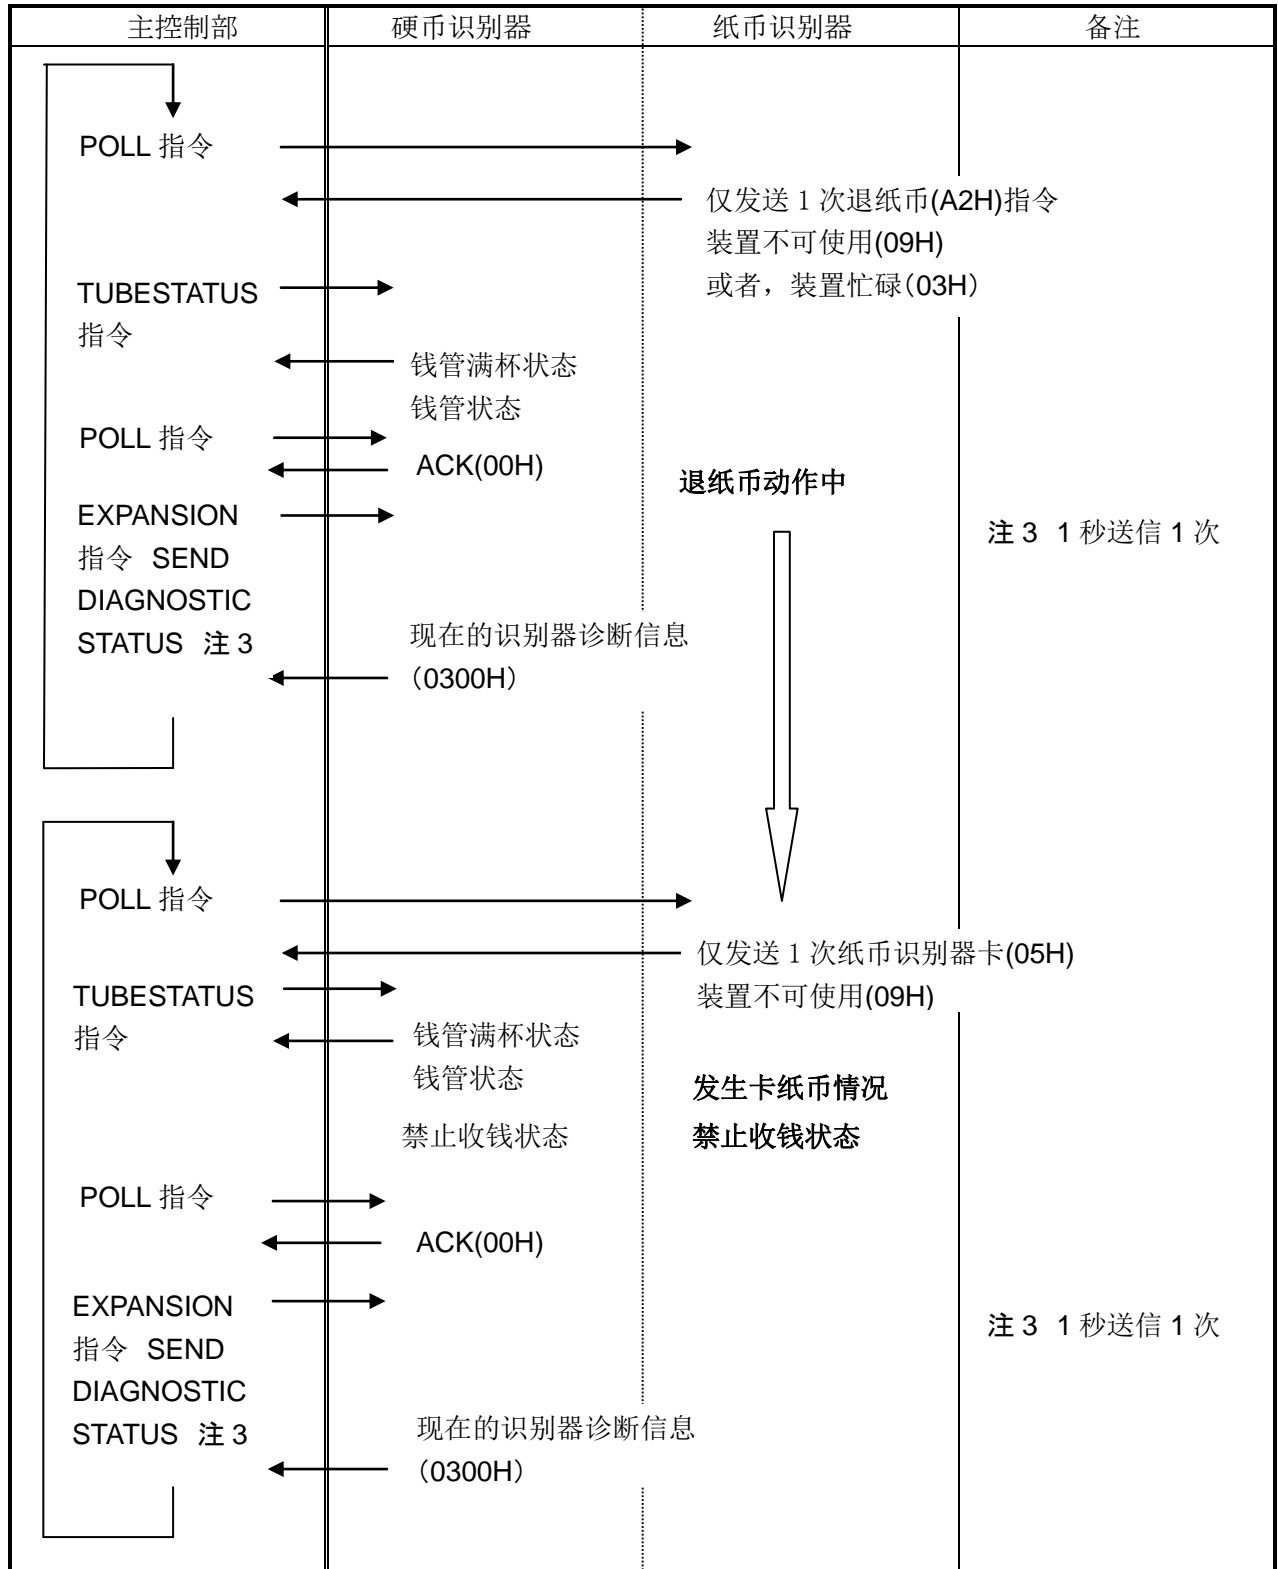 主控制部 硬币识别器 纸币识别器 备注
POLL 指令
仅发送 1 次退纸币(A2H)指令
装置不可使用(09H)
或者，装置忙碌（03H）
TUBESTATUS
指令
钱管满杯状态
钱管状态
POLL 指令
ACK(00H)
退纸币动作中
EXPANSION
指令 SEND
DIAGNOSTIC
STATUS 注 3
注 3 1 秒送信 1 次
现在的识别器诊断信息
（0300H）
POLL 指令
仅发送 1 次纸币识别器卡(05H)
装置不可使用(09H)
TUBESTATUS
指令
钱管满杯状态
钱管状态
发生卡纸币情况
禁止收钱状态
禁止收钱状态
POLL 指令
ACK(00H)
EXPANSION
指令 SEND
DIAGNOSTIC
STATUS 注 3
注 3 1 秒送信 1 次
现在的识别器诊断信息
（0300H）